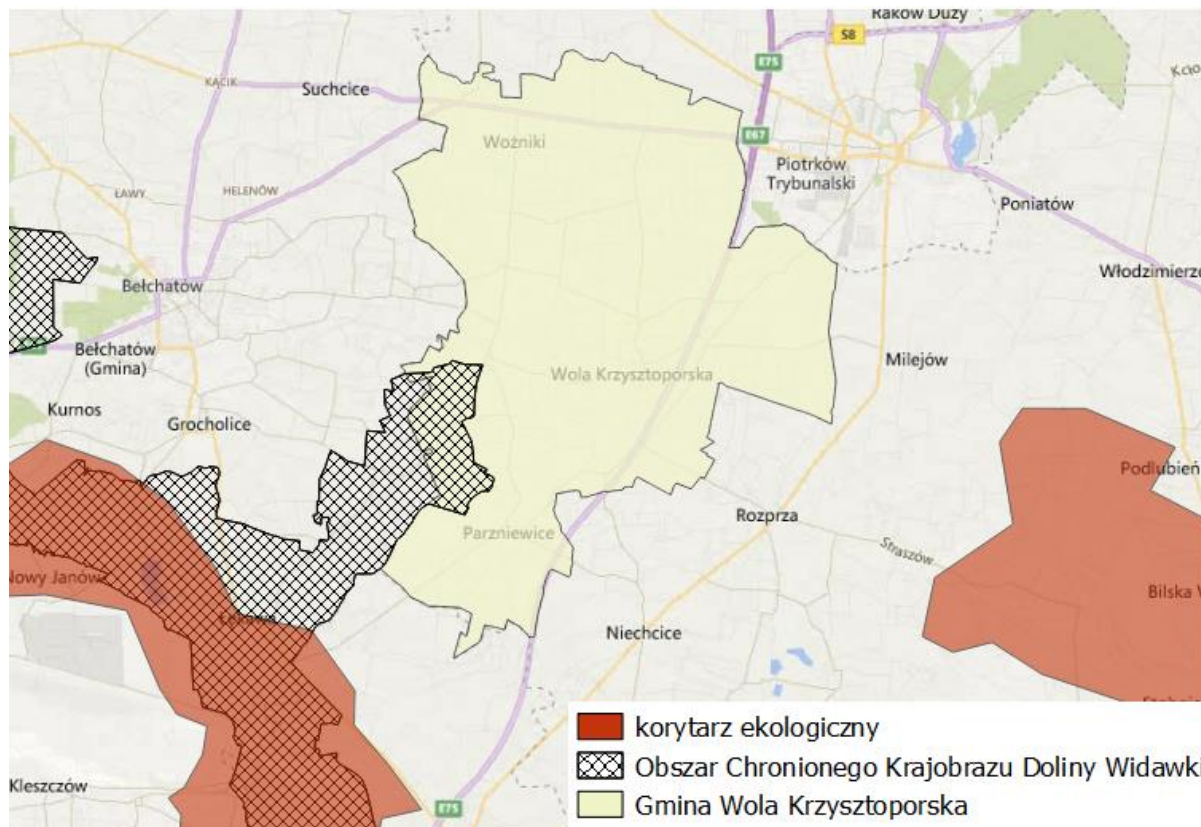 Raków Duży
S8
Kcio
KĄCIK
E75
Suchcice
Woźniki
E67
Piotrków
Trybunalski
ŁAWY
HELENÓW
Poniatów
Włodzimierzó
Bełchatów
Bełchatów
(Gmina)
Wola Krzysztoporska
Milejów
Kurnos
Grocholice
Podlubień
Rozprza
Parzniewice
Straszów
Nowy Janów
Bilska W
Niechcice
Kleszczów
E75
korytarz ekologiczny
Obszar Chronionego Krajobrazu Doliny Widawki
Gmina Wola Krzysztoporska